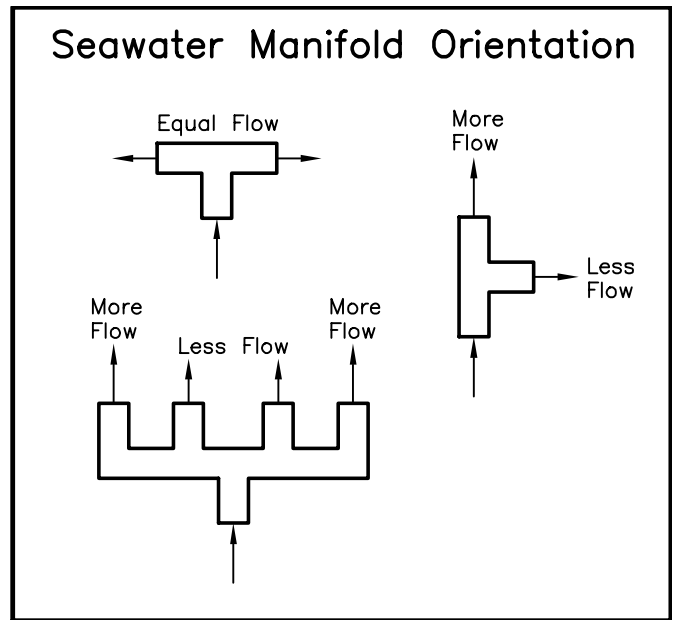 Seawater Manifold Orientation
Equal Flow
More
Flow
Less
Flow
More
Flow
Less Flow
More
Flow